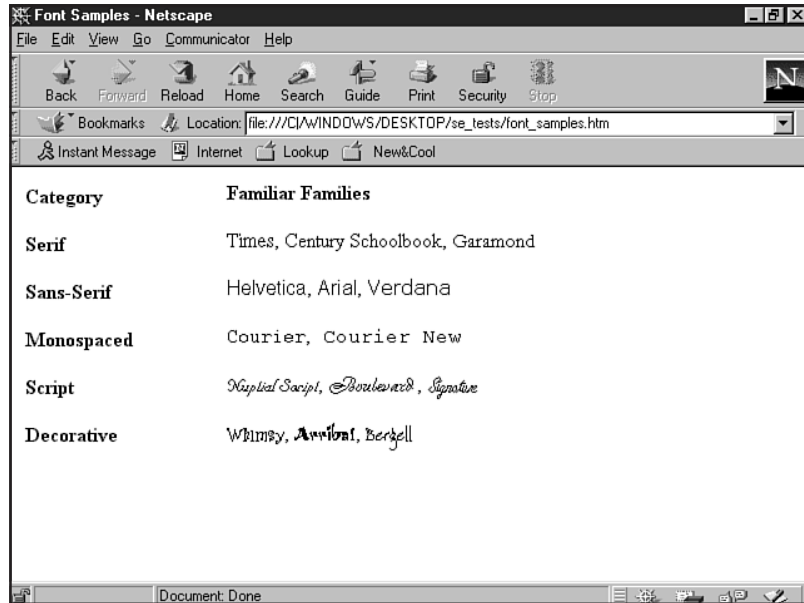 Font Samples - Netscape
File Edit View Go Communicator Help
Back Forward Reload Home Search Guide Print Security Stop
N
Bookmarks Location: file:///C|/WINDOWS/DESKTOP/se_tests/font_samples.htm
Instant Message Internet Lookup New&Cool
Category Familiar Families
Serif Times, Century Schoolbook, Garamond
Sans-Serif Helvetica, Arial, Verdana
Monospaced Courier, Courier New
Script Nuptial Script, Boulevard, Signature
Decorative Whimsy, Arribal, Bergell
Document: Done